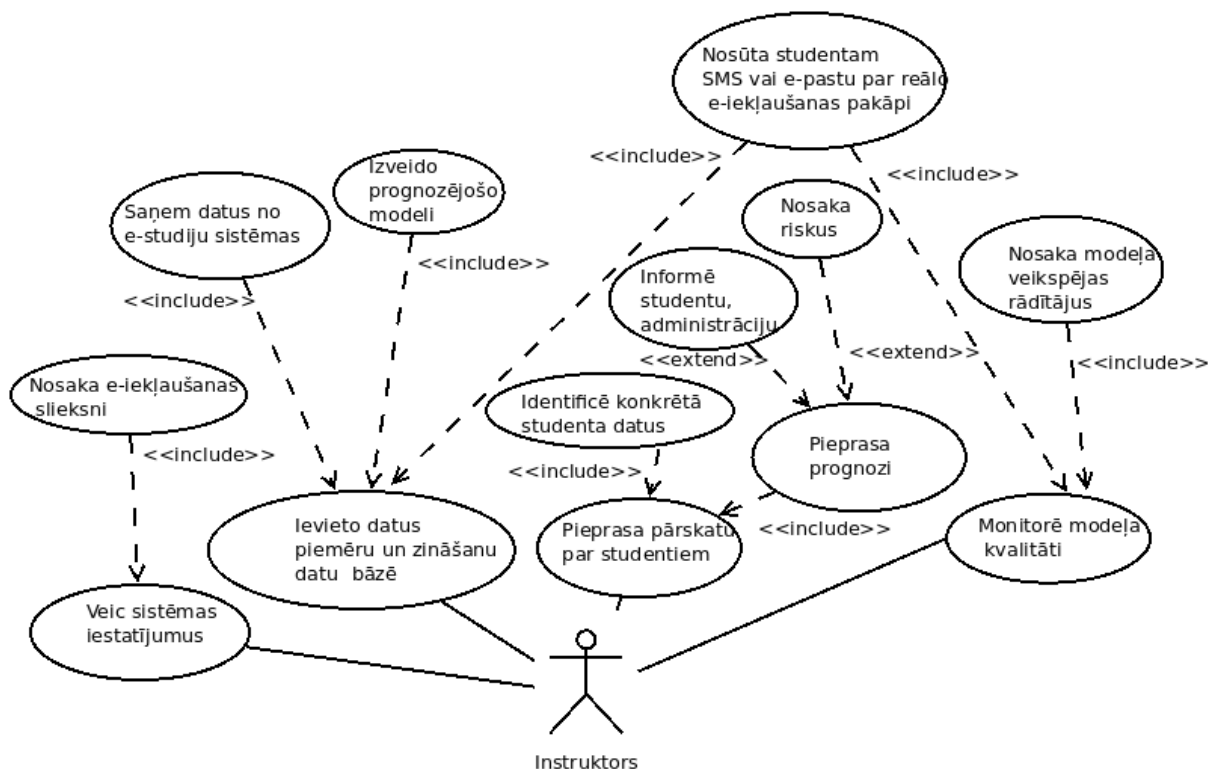 Nosūta studentam
SMS vai e-pastu par reālo
e-iekļaušanas pakāpi
<<include>>
<<include>>
Izveido
prognozējošo
modeli
Saņem datus no
e-studiju sistēmas
Nosaka
riskus
Nosaka modeļa
veikspējas
rādītājus
<<include>>
<<include>>
Informē
studentu,
administrāciju
<<extend>>
<<extend>>
<<include>>
Nosaka e-iekļaušanas
slieksni
Identificē konkrētā
studenta datus
<<include>>
<<include>>
Pieprasa
prognozi
<<include>>
Ievieto datus
piemēru un zināšanu
datu bāzē
Pieprasa pārskatu
par studentiem
Monitorē modeļa
kvalitāti
Veic sistēmas
iestatījumus
Instruktors